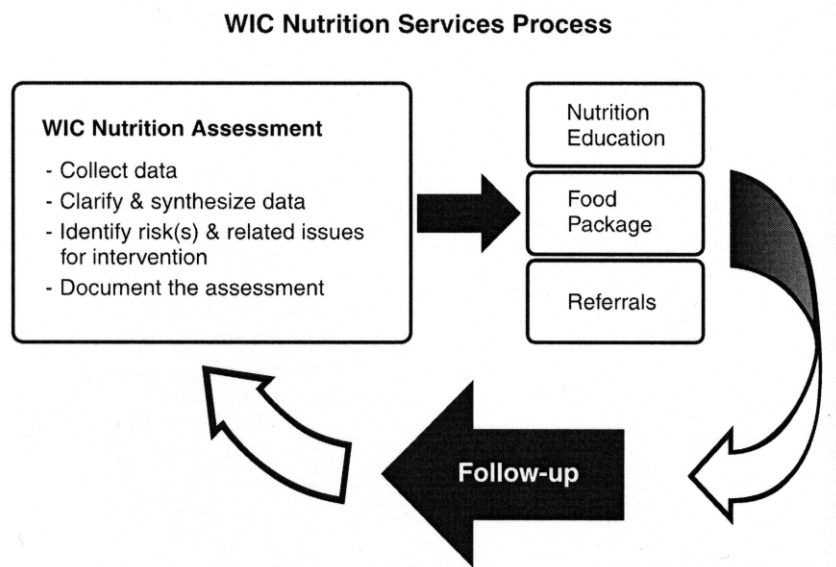 WIC Nutrition Services Process
WIC Nutrition Assessment
- Collect data
- Clarify & synthesize data
- Identify risk(s) & related issues
for intervention
- Document the assessment
Nutrition
Education
Food
Package
Referrals
Follow-up